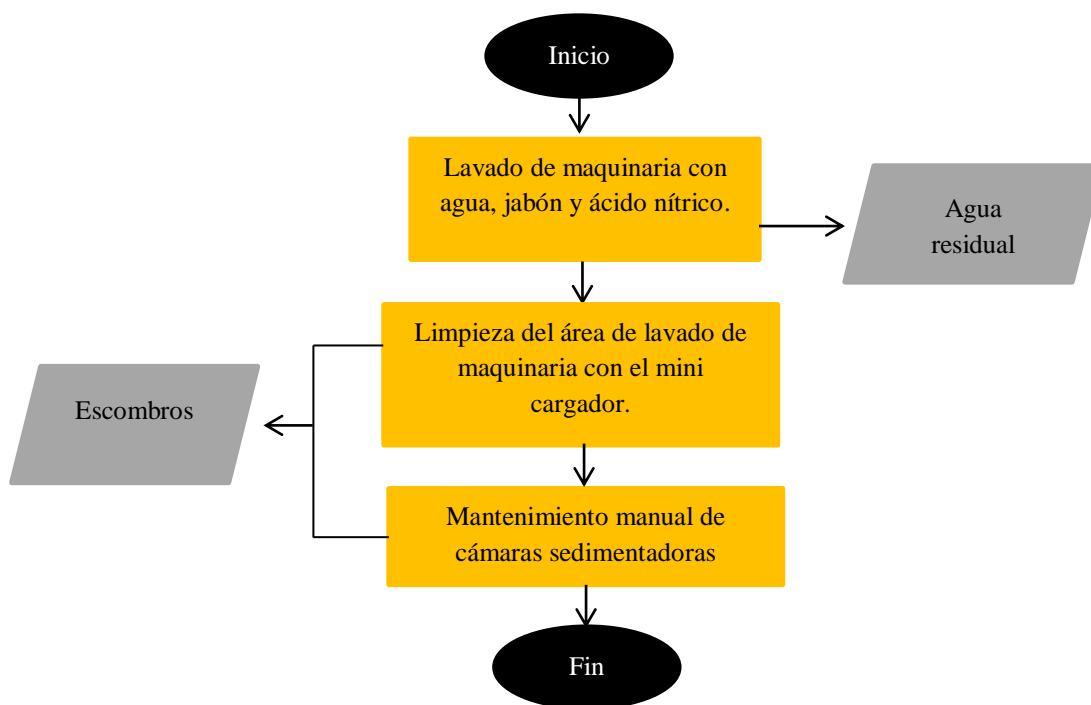 Inicio
Lavado de maquinaria con
agua, jabón y ácido nítrico.
Agua
residual
Limpieza del área de lavado de
maquinaria con el mini
cargador.
Escombros
Mantenimiento manual de
cámaras sedimentadoras
Fin